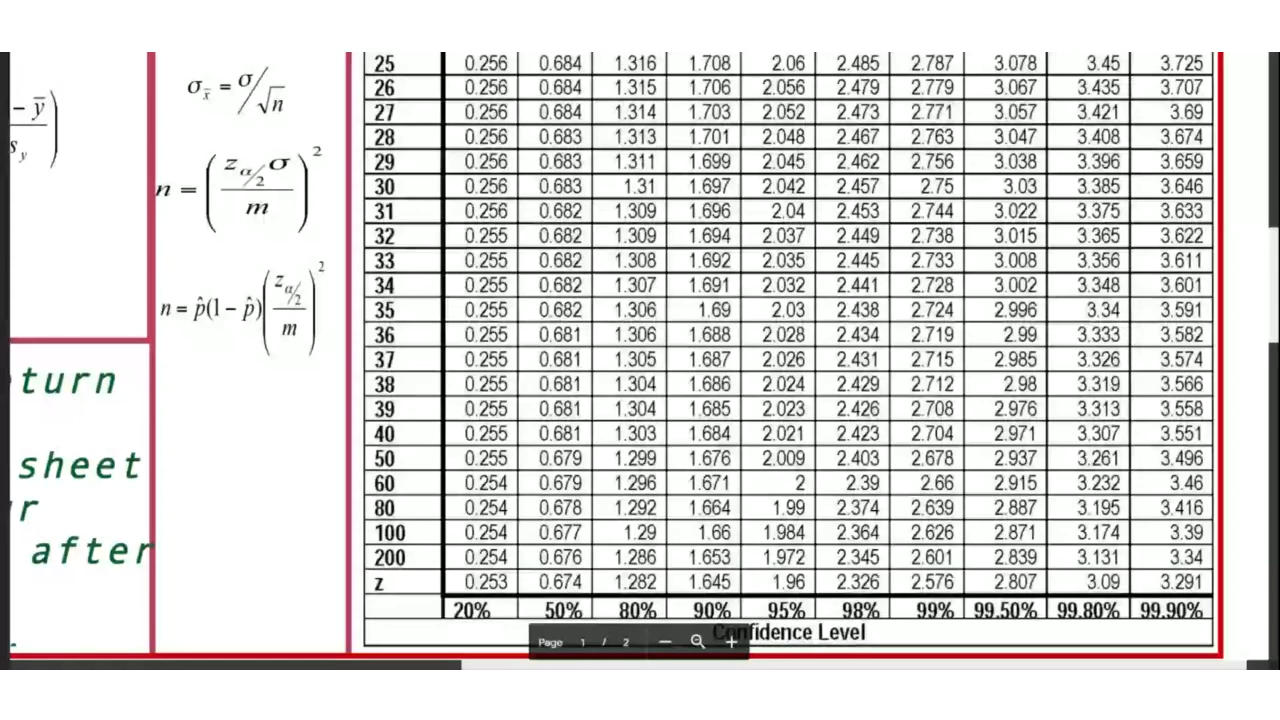 − ȳ
s_y
turn
sheet
r
after
σ_x̄ = σ/√n
n = (z_α/2 σ / m)²
n = p̂(1 − p̂)(z_α/2 / m)²
25 0.256 0.684 1.316 1.708 2.06 2.485 2.787 3.078 3.45 3.725
26 0.256 0.684 1.315 1.706 2.056 2.479 2.779 3.067 3.435 3.707
27 0.256 0.684 1.314 1.703 2.052 2.473 2.771 3.057 3.421 3.69
28 0.256 0.683 1.313 1.701 2.048 2.467 2.763 3.047 3.408 3.674
29 0.256 0.683 1.311 1.699 2.045 2.462 2.756 3.038 3.396 3.659
30 0.256 0.683 1.31 1.697 2.042 2.457 2.75 3.03 3.385 3.646
31 0.256 0.682 1.309 1.696 2.04 2.453 2.744 3.022 3.375 3.633
32 0.255 0.682 1.309 1.694 2.037 2.449 2.738 3.015 3.365 3.622
33 0.255 0.682 1.308 1.692 2.035 2.445 2.733 3.008 3.356 3.611
34 0.255 0.682 1.307 1.691 2.032 2.441 2.728 3.002 3.348 3.601
35 0.255 0.682 1.306 1.69 2.03 2.438 2.724 2.996 3.34 3.591
36 0.255 0.681 1.306 1.688 2.028 2.434 2.719 2.99 3.333 3.582
37 0.255 0.681 1.305 1.687 2.026 2.431 2.715 2.985 3.326 3.574
38 0.255 0.681 1.304 1.686 2.024 2.429 2.712 2.98 3.319 3.566
39 0.255 0.681 1.304 1.685 2.023 2.426 2.708 2.976 3.313 3.558
40 0.255 0.681 1.303 1.684 2.021 2.423 2.704 2.971 3.307 3.551
50 0.255 0.679 1.299 1.676 2.009 2.403 2.678 2.937 3.261 3.496
60 0.254 0.679 1.296 1.671 2 2.39 2.66 2.915 3.232 3.46
80 0.254 0.678 1.292 1.664 1.99 2.374 2.639 2.887 3.195 3.416
100 0.254 0.677 1.29 1.66 1.984 2.364 2.626 2.871 3.174 3.39
200 0.254 0.676 1.286 1.653 1.972 2.345 2.601 2.839 3.131 3.34
z 0.253 0.674 1.282 1.645 1.96 2.326 2.576 2.807 3.09 3.291
20% 50% 80% 90% 95% 98% 99% 99.50% 99.80% 99.90%
Confidence Level
Page 1 / 2 − +